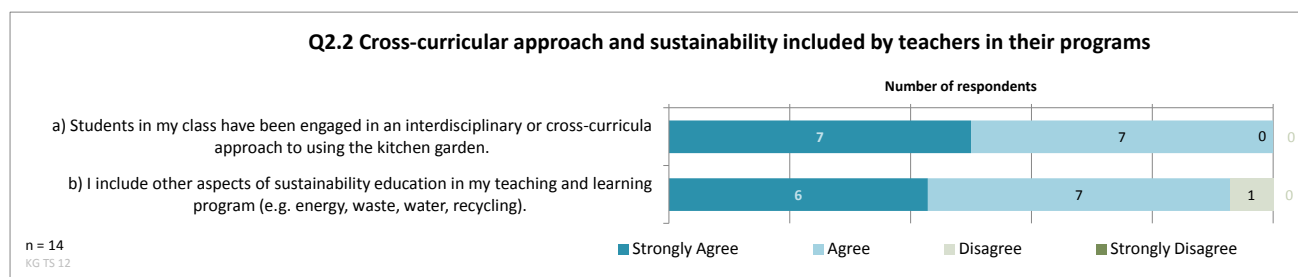 Q2.2 Cross-curricular approach and sustainability included by teachers in their programs
Number of respondents
a) Students in my class have been engaged in an interdisciplinary or cross-curricula
approach to using the kitchen garden.
7 7 0 0
b) I include other aspects of sustainability education in my teaching and learning
program (e.g. energy, waste, water, recycling).
6 7 1 0
n = 14
KG TS 12
Strongly Agree Agree Disagree Strongly Disagree